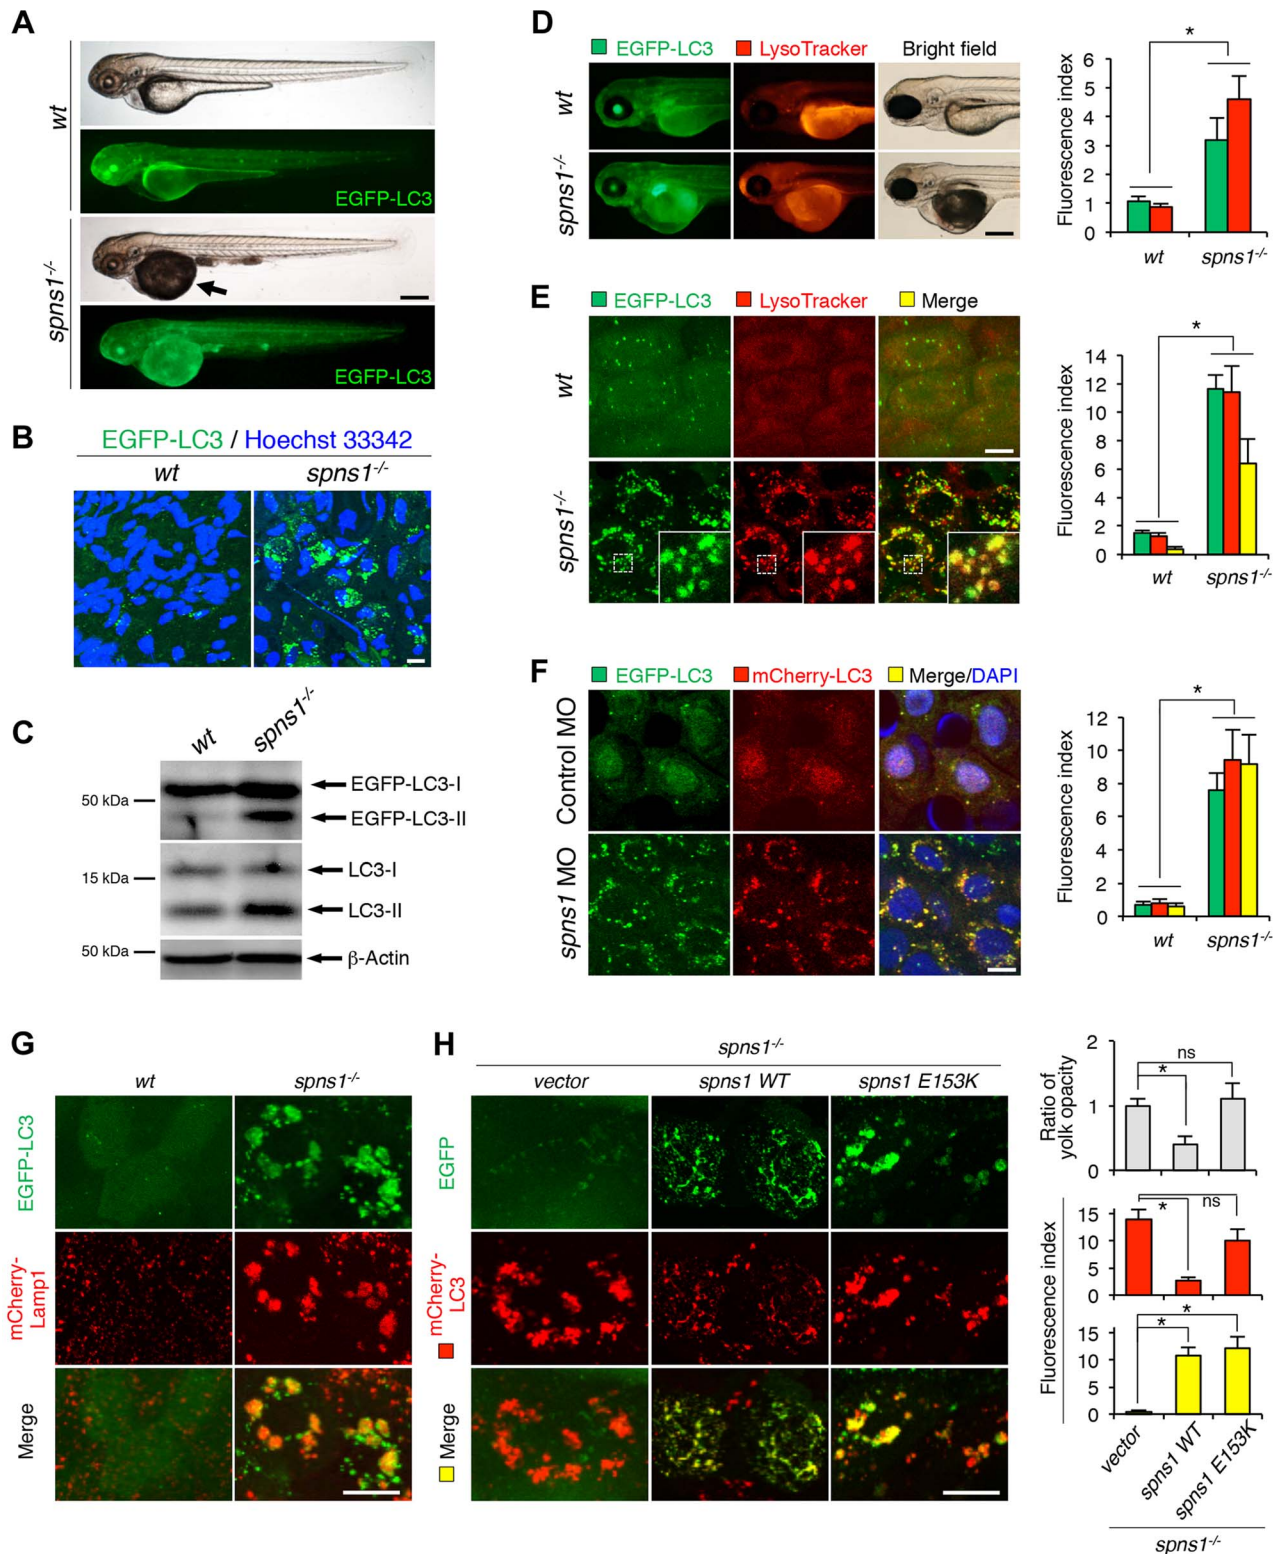 A
wt
EGFP-LC3
spns1-/-
EGFP-LC3
B
EGFP-LC3 / Hoechst 33342
wt spns1-/-
C
wt spns1-/-
50 kDa
EGFP-LC3-I
EGFP-LC3-II
15 kDa
LC3-I
LC3-II
50 kDa
β-Actin
D
EGFP-LC3 LysoTracker Bright field
wt
spns1-/-
Fluorescence index
6
5
4
3
2
1
0
*
wt spns1-/-
E
EGFP-LC3 LysoTracker Merge
wt
spns1-/-
Fluorescence index
14
12
10
8
6
4
2
0
*
wt spns1-/-
F
EGFP-LC3 mCherry-LC3 Merge/DAPI
Control MO
spns1 MO
Fluorescence index
12
10
8
6
4
2
0
*
wt spns1-/-
G
wt spns1-/-
EGFP-LC3
mCherry-
Lamp1
Merge
H
spns1-/-
vector spns1 WT spns1 E153K
EGFP
mCherry-
LC3
Merge
Ratio of
yolk opacity
2
1
0
ns
*
Fluorescence index
15
10
5
0
ns
*
15
10
5
0
*
*
vector spns1 WT spns1 E153K
spns1-/-